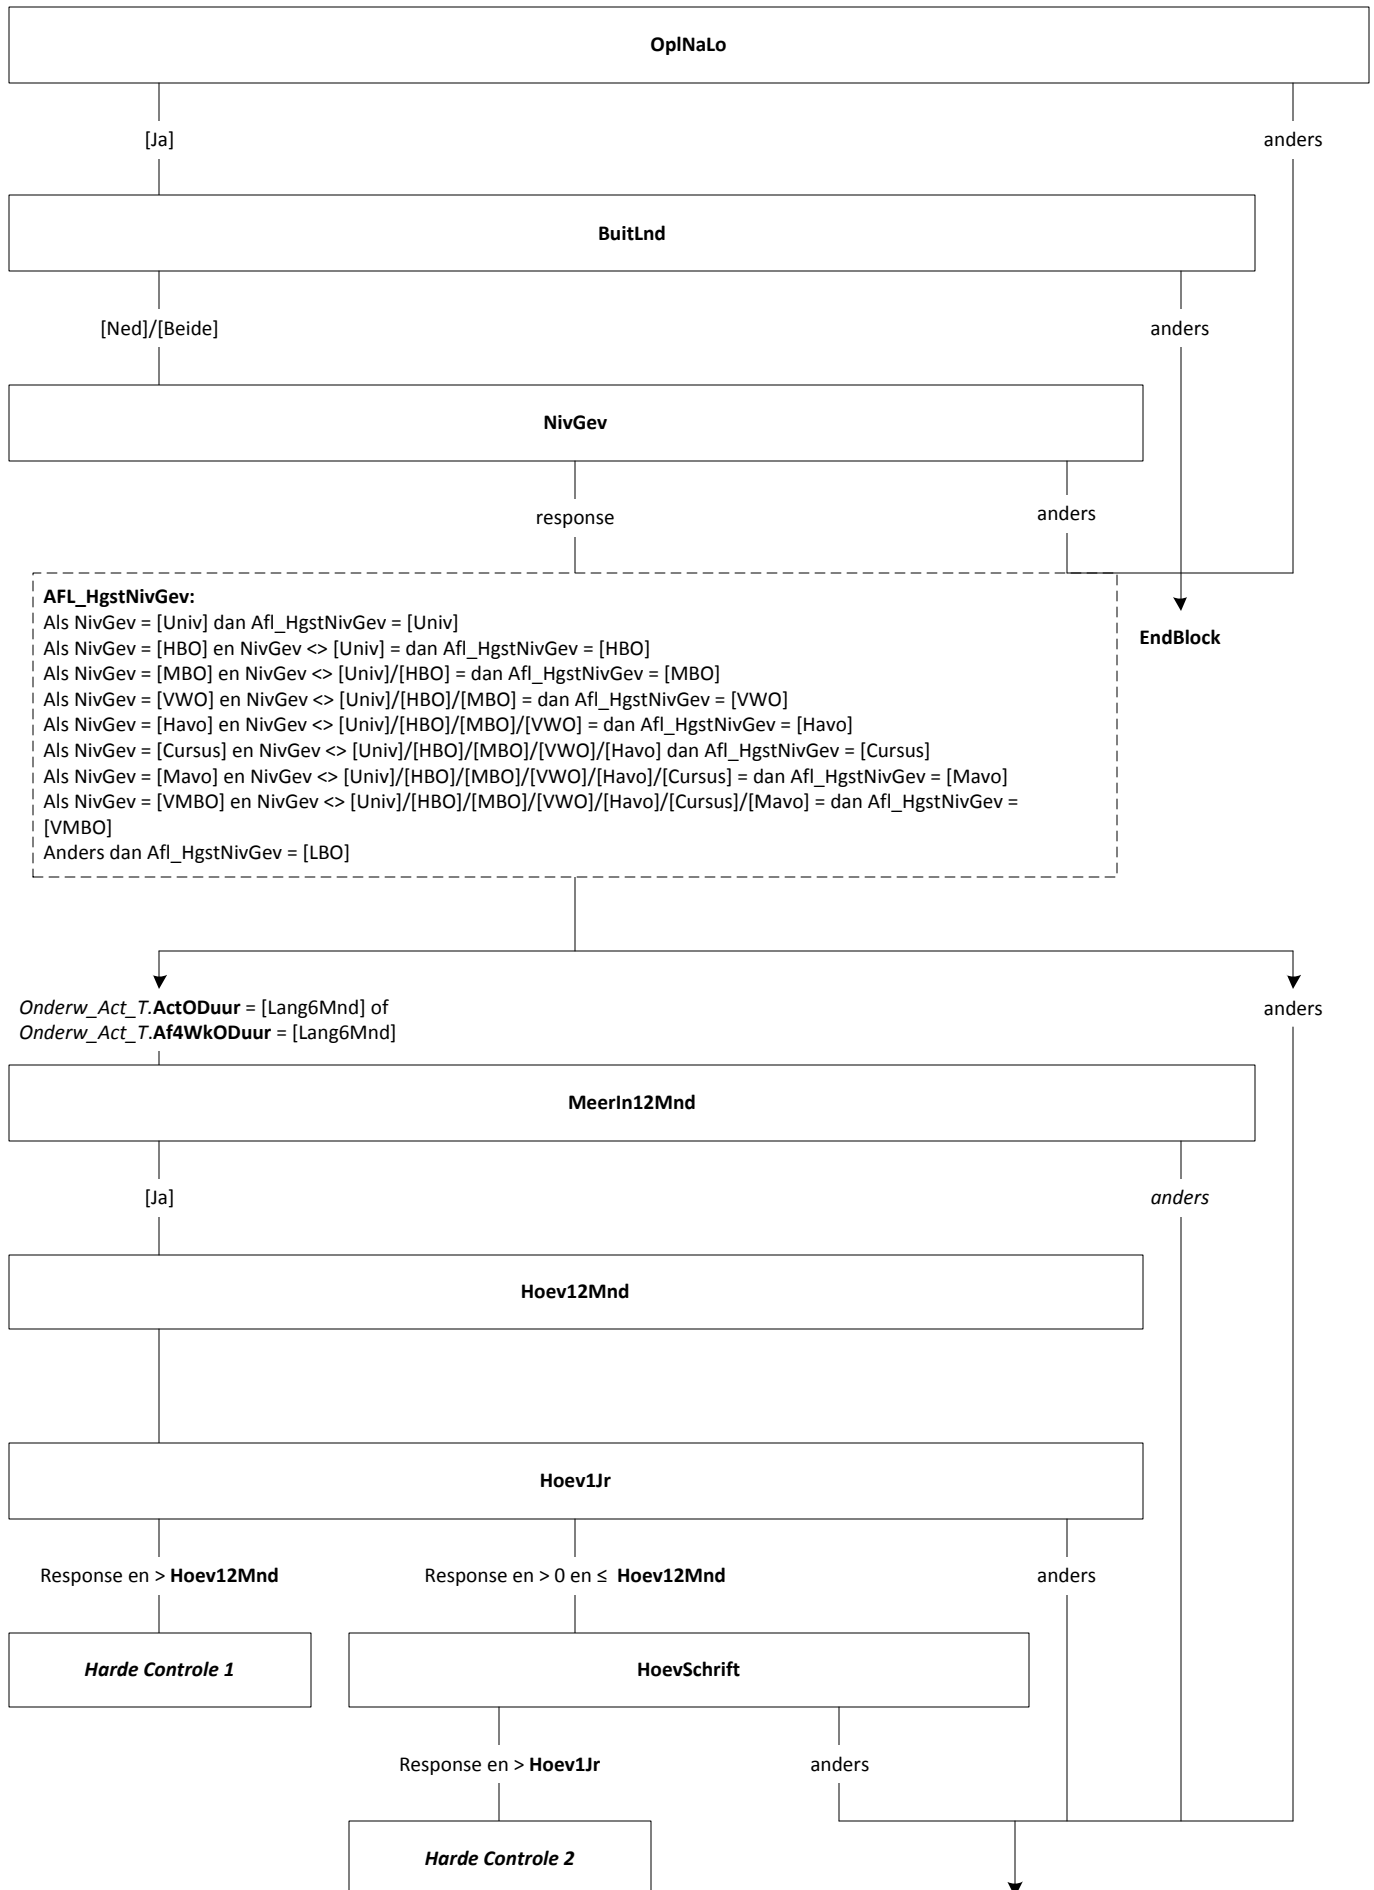 OplNaLo
[Ja]
anders
BuitLnd
[Ned]/[Beide]
anders
NivGev
response
anders
AFL_HgstNivGev:
Als NivGev = [Univ] dan Afl_HgstNivGev = [Univ]
Als NivGev = [HBO] en NivGev <> [Univ] = dan Afl_HgstNivGev = [HBO]
Als NivGev = [MBO] en NivGev <> [Univ]/[HBO] = dan Afl_HgstNivGev = [MBO]
Als NivGev = [VWO] en NivGev <> [Univ]/[HBO]/[MBO] = dan Afl_HgstNivGev = [VWO]
Als NivGev = [Havo] en NivGev <> [Univ]/[HBO]/[MBO]/[VWO] = dan Afl_HgstNivGev = [Havo]
Als NivGev = [Cursus] en NivGev <> [Univ]/[HBO]/[MBO]/[VWO]/[Havo] dan Afl_HgstNivGev = [Cursus]
Als NivGev = [Mavo] en NivGev <> [Univ]/[HBO]/[MBO]/[VWO]/[Havo]/[Cursus] = dan Afl_HgstNivGev = [Mavo]
Als NivGev = [VMBO] en NivGev <> [Univ]/[HBO]/[MBO]/[VWO]/[Havo]/[Cursus]/[Mavo] = dan Afl_HgstNivGev =
[VMBO]
Anders dan Afl_HgstNivGev = [LBO]
EndBlock
Onderw_Act_T.ActODuur = [Lang6Mnd] of
Onderw_Act_T.Af4WkODuur = [Lang6Mnd]
anders
MeerIn12Mnd
[Ja]
anders
Hoev12Mnd
Hoev1Jr
Response en > Hoev12Mnd
Response en > 0 en ≤ Hoev12Mnd
anders
Harde Controle 1
HoevSchrift
Response en > Hoev1Jr
anders
Harde Controle 2